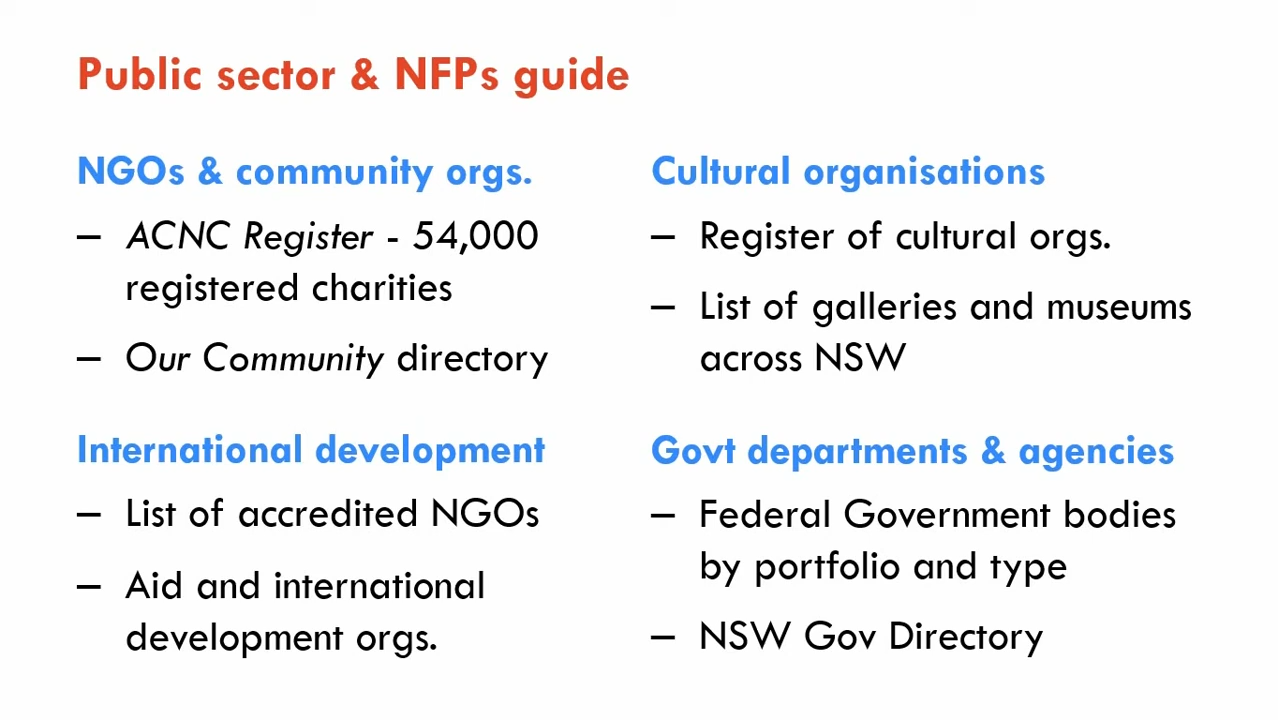 Public sector & NFPs guide
NGOs & community orgs.
– ACNC Register - 54,000
registered charities
– Our Community directory
International development
– List of accredited NGOs
– Aid and international
development orgs.
Cultural organisations
– Register of cultural orgs.
– List of galleries and museums
across NSW
Govt departments & agencies
– Federal Government bodies
by portfolio and type
– NSW Gov Directory